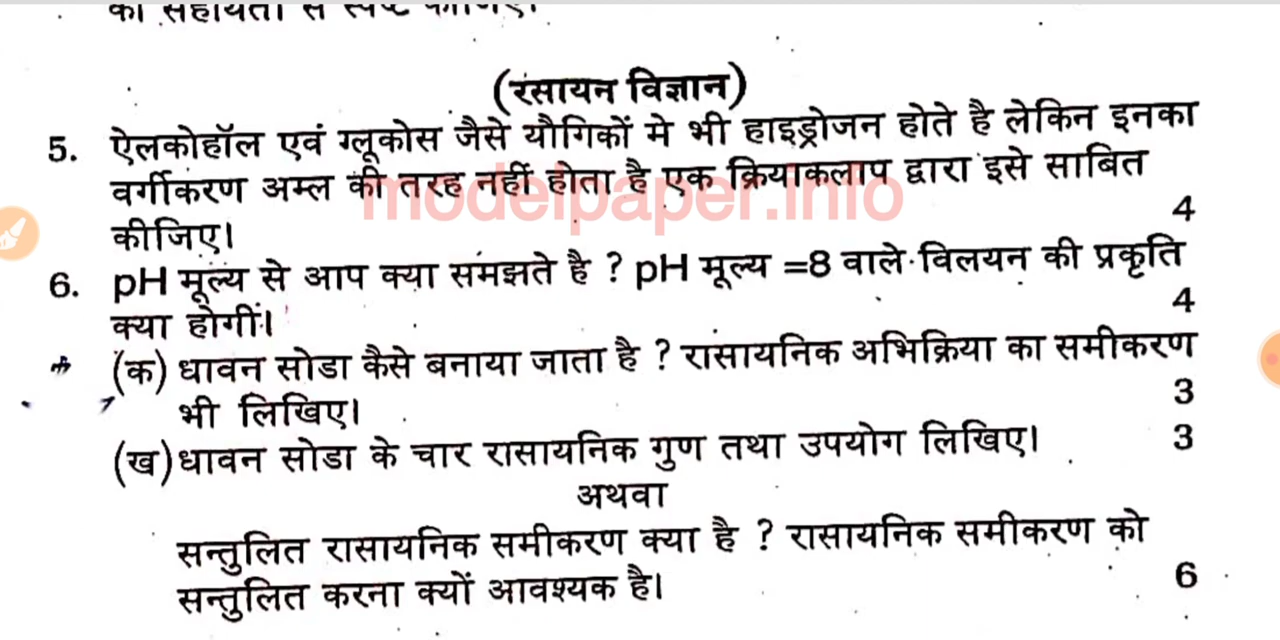 की सहायता से स्पष्ट कीजिए।
(रसायन विज्ञान)
5. ऐलकोहॉल एवं ग्लूकोस जैसे यौगिकों मे भी हाइड्रोजन होते है लेकिन इनका
वर्गीकरण अम्ल की तरह नहीं होता है एक क्रियाकलाप द्वारा इसे साबित
कीजिए। 4
modelpaper.info
6. pH मूल्य से आप क्या समझते है ? pH मूल्य =8 वाले विलयन की प्रकृति
क्या होगीं। 4
(क) धावन सोडा कैसे बनाया जाता है ? रासायनिक अभिक्रिया का समीकरण
भी लिखिए। 3
(ख) धावन सोडा के चार रासायनिक गुण तथा उपयोग लिखिए। 3
अथवा
सन्तुलित रासायनिक समीकरण क्या है ? रासायनिक समीकरण को
सन्तुलित करना क्यों आवश्यक है। 6